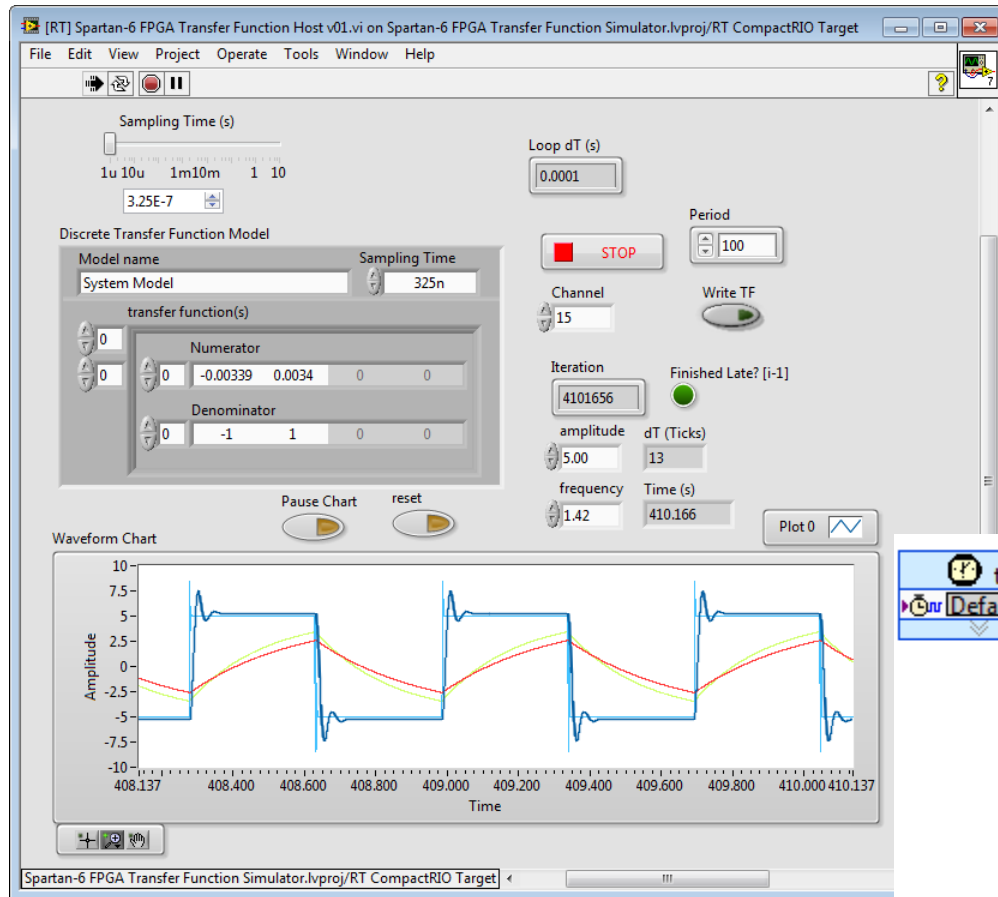 [RT] Spartan-6 FPGA Transfer Function Host v01.vi on Spartan-6 FPGA Transfer Function Simulator.lvproj/RT CompactRIO Target
File Edit View Project Operate Tools Window Help
7
Sampling Time (s)
1u 10u 1m10m 1 10
3.25E-7
Loop dT (s)
0.0001
Period
100
STOP
Discrete Transfer Function Model
Model name
System Model
Sampling Time
325n
transfer function(s)
0
0
Numerator
0 -0.00339 0.0034 0 0
Denominator
0 -1 1 0 0
Channel
15
Write TF
Iteration
4101656
Finished Late? [i-1]
amplitude
5.00
dT (Ticks)
13
frequency
1.42
Time (s)
410.166
Pause Chart
reset
Plot 0
Waveform Chart
Amplitude
10
7.5
5
2.5
0
-2.5
-5
-7.5
-10
408.137 408.400 408.600 408.800 409.000 409.200 409.400 409.600 409.800 410.000 410.137
Time
t
Defa
Spartan-6 FPGA Transfer Function Simulator.lvproj/RT CompactRIO Target